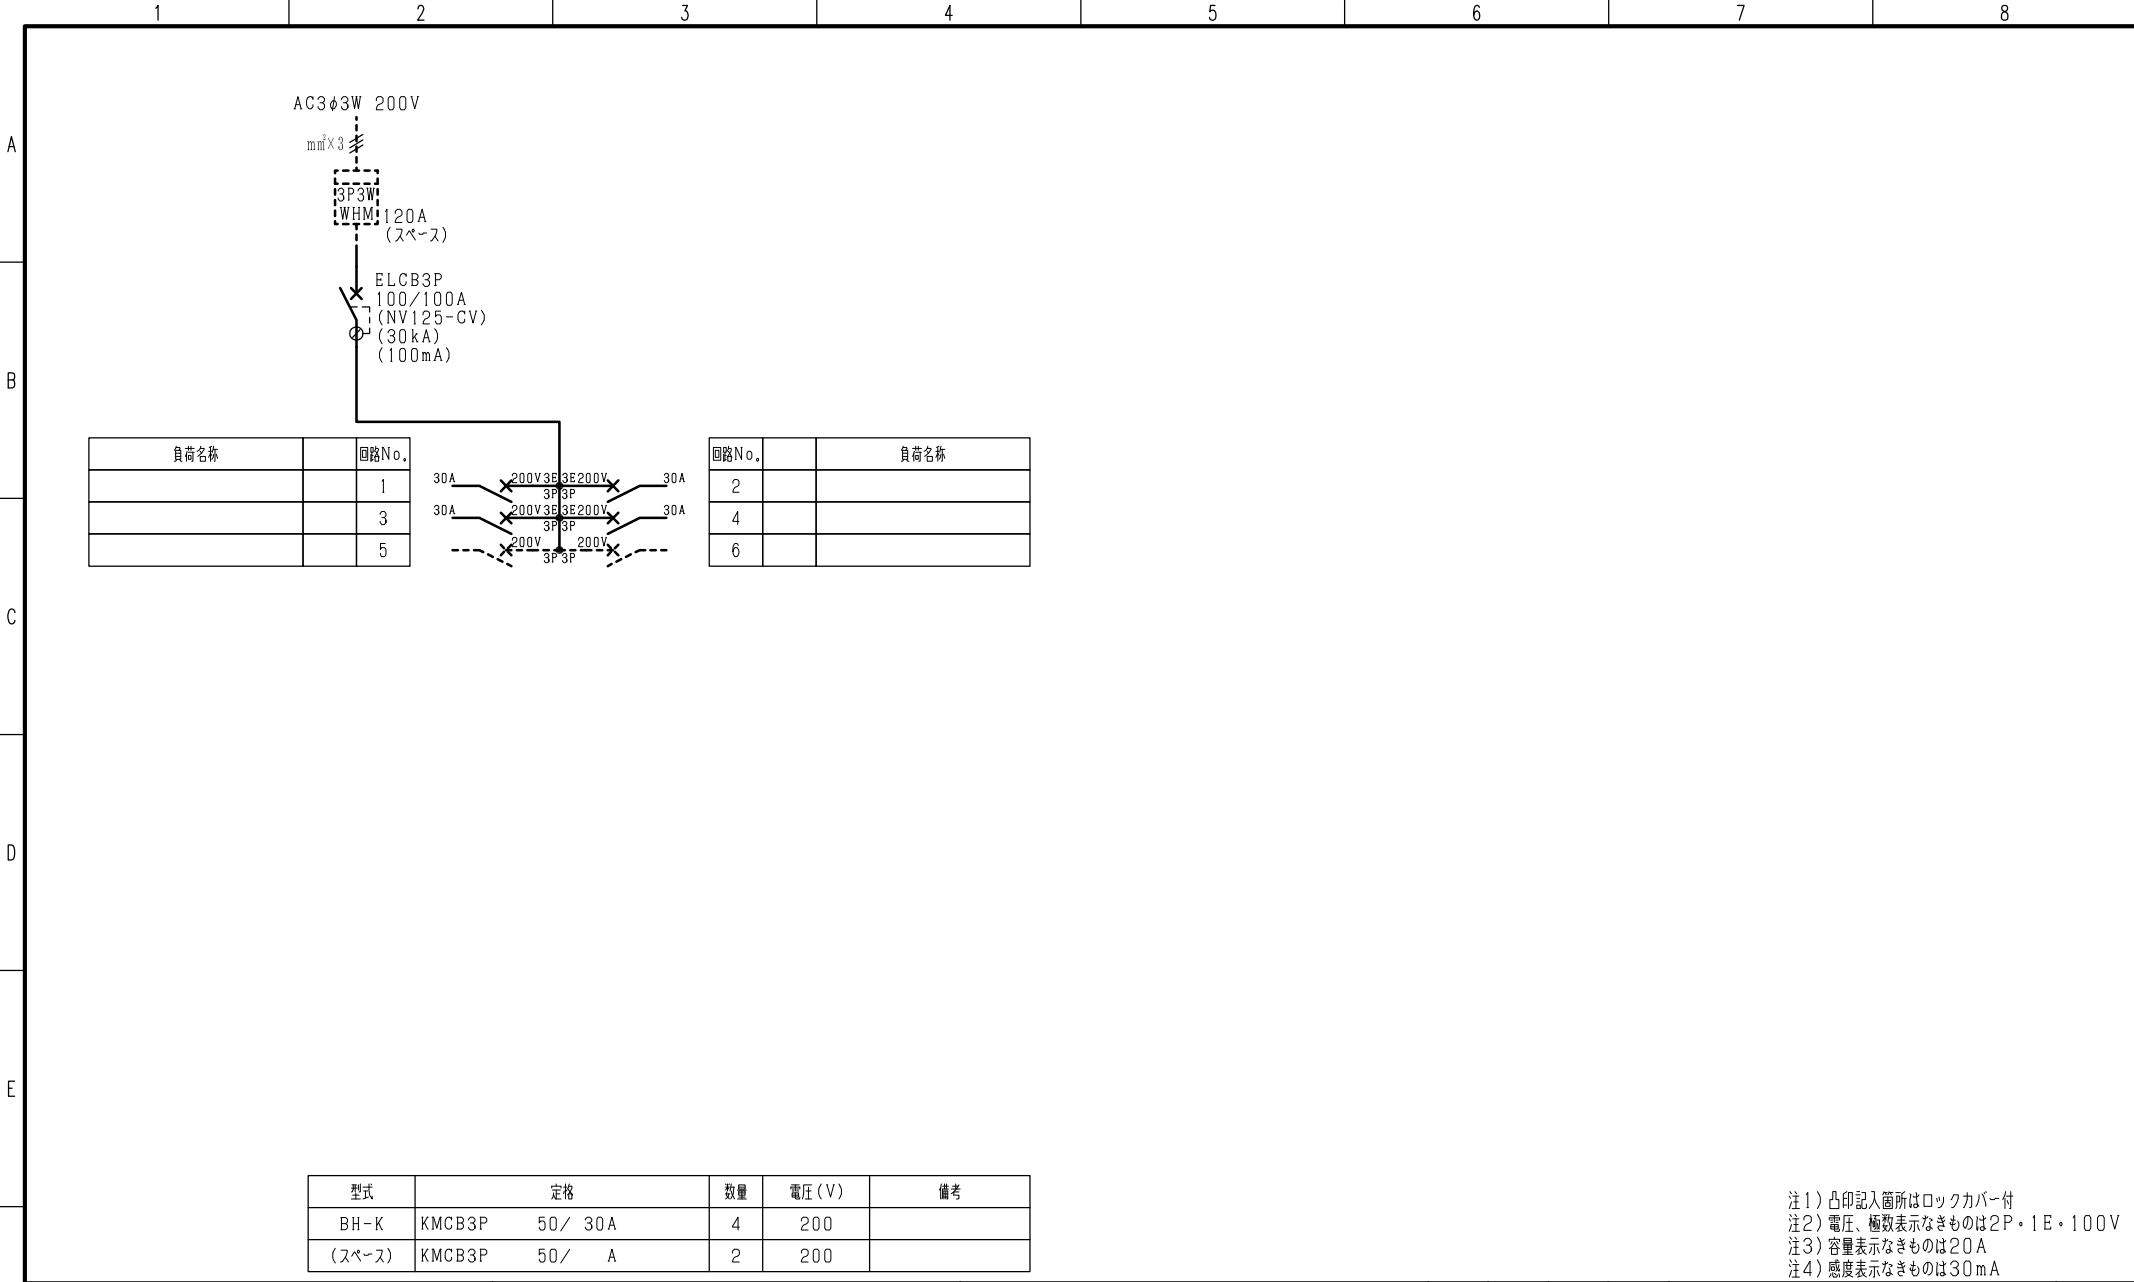 1 2 3 4 5 6 7 8
A
AC3φ3W 200V
mm²×3
3P3W
WHM
120A
(スペース)
ELCB3P
100/100A
(NV125-CV)
(30kA)
(100mA)
B
負荷名称 回路No. 回路No. 負荷名称
1 30A 200V 3E 3E 200V 30A 2
3P 3P
3 30A 200V 3E 3E 200V 30A 4
3P 3P
5 200V 200V 6
3P 3P
C
D
E
型式 定格 数量 電圧(V) 備考
BH-K KMCB3P 50/ 30A 4 200
(スペース) KMCB3P 50/ A 2 200
注1)凸印記入箇所はロックカバー付
注2)電圧、極数表示なきものは2P・1E・100V
注3)容量表示なきものは20A
注4)感度表示なきものは30mA